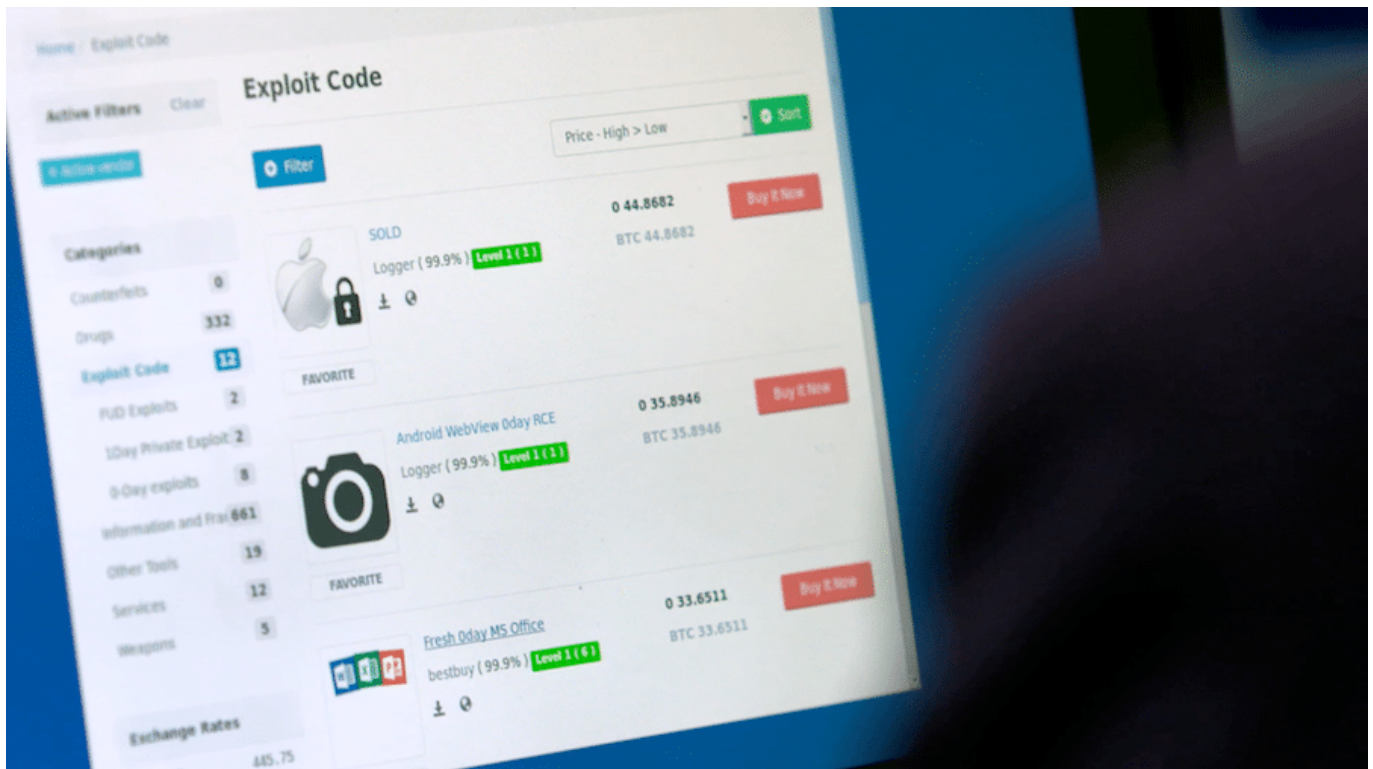 Home / Exploit Code
Active Filters Clear
+ Active vendor
Categories
Counterfeits 0
Drugs 332
Exploit Code 12
FUD Exploits 2
1Day Private Exploit 2
0-Day exploits 8
Information and Frau 661
Other Tools 19
Services 12
Weapons 5
Exchange Rates
445.75
Exploit Code
Filter
Price - High > Low
Sort
SOLD
Logger ( 99.9% ) Level 1 ( 1 )
FAVORITE
0 44.8682
BTC 44.8682
Buy It Now
Android WebView 0day RCE
Logger ( 99.9% ) Level 1 ( 1 )
FAVORITE
0 35.8946
BTC 35.8946
Buy It Now
W X P
Fresh 0day MS Office
bestbuy ( 99.9% ) Level 1 ( 6 )
0 33.6511
BTC 33.6511
Buy It Now